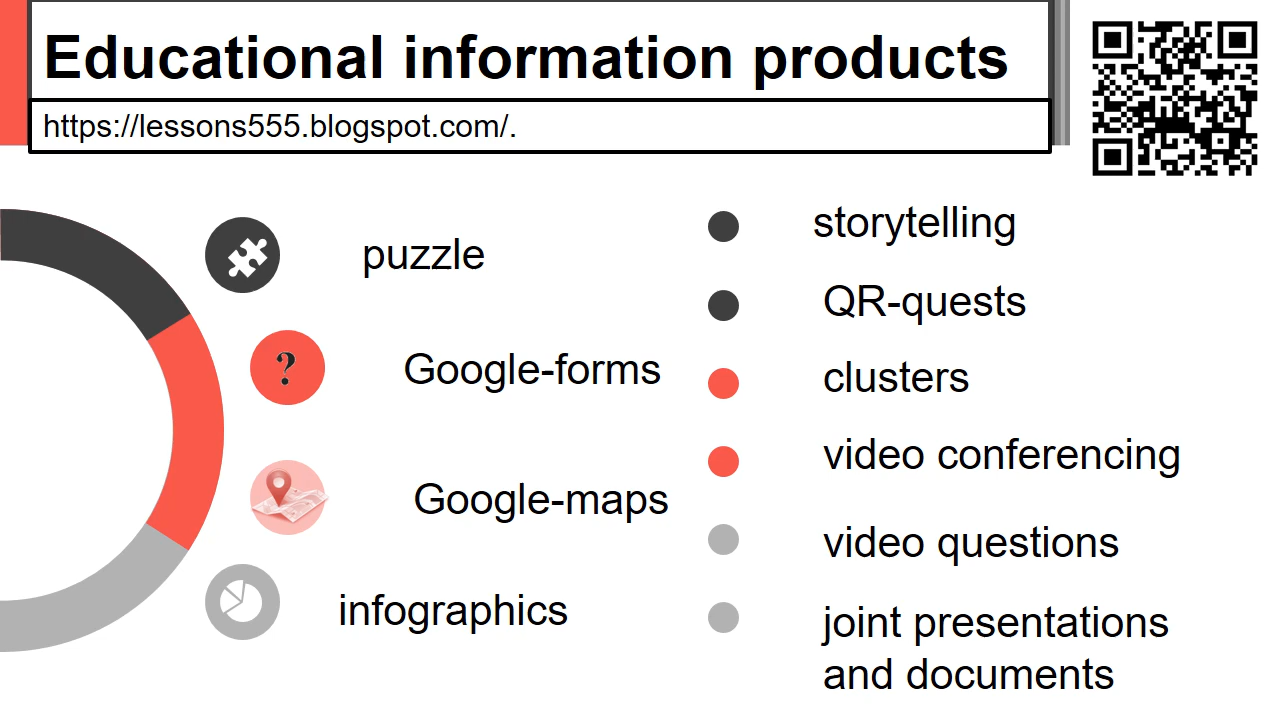 Educational information products
https://lessons555.blogspot.com/.
puzzle
?
Google-forms
Google-maps
infographics
storytelling
QR-quests
clusters
video conferencing
video questions
joint presentations
and documents